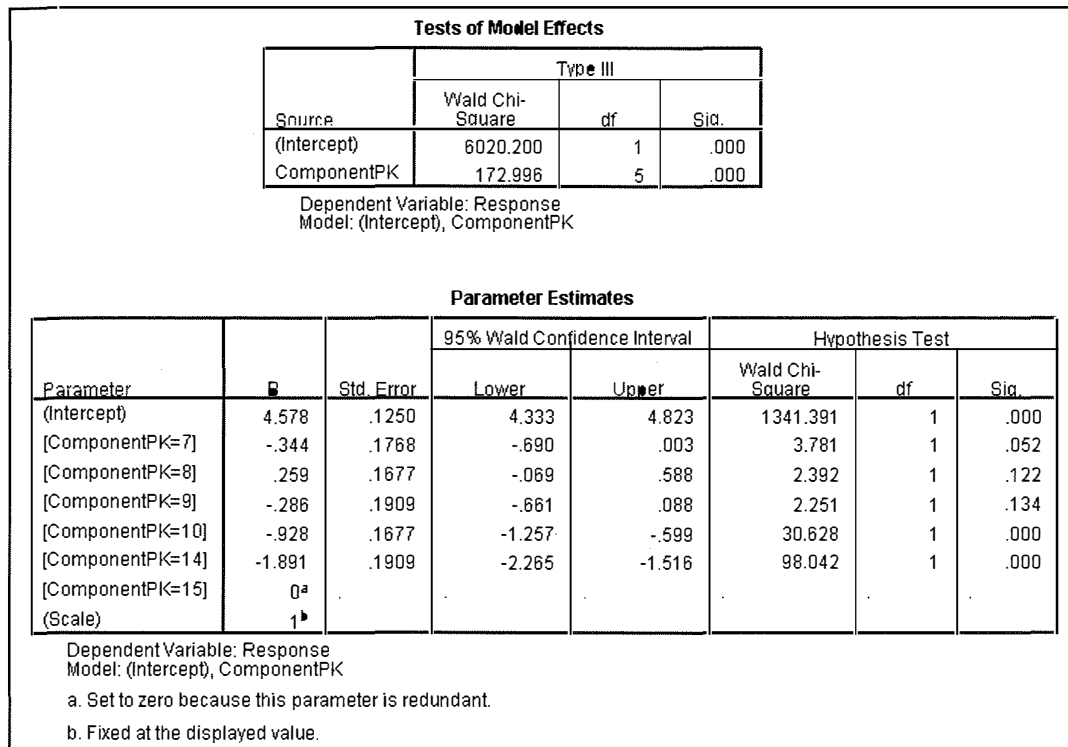 Tests of Model Effects
Type III
Source Wald Chi-Square df Sig.
(Intercept) 6020.200 1 .000
ComponentPK 172.996 5 .000
Dependent Variable: Response
Model: (Intercept), ComponentPK
Parameter Estimates
95% Wald Confidence Interval Hypothesis Test
Parameter B Std. Error Lower Upper Wald Chi-Square df Sig.
(Intercept) 4.578 .1250 4.333 4.823 1341.391 1 .000
[ComponentPK=7] -.344 .1768 -.690 .003 3.781 1 .052
[ComponentPK=8] .259 .1677 -.069 .588 2.392 1 .122
[ComponentPK=9] -.286 .1909 -.661 .088 2.251 1 .134
[ComponentPK=10] -.928 .1677 -1.257 -.599 30.628 1 .000
[ComponentPK=14] -1.891 .1909 -2.265 -1.516 98.042 1 .000
[ComponentPK=15] 0a . . . . . .
(Scale) 1b
Dependent Variable: Response
Model: (Intercept), ComponentPK
a. Set to zero because this parameter is redundant.
b. Fixed at the displayed value.